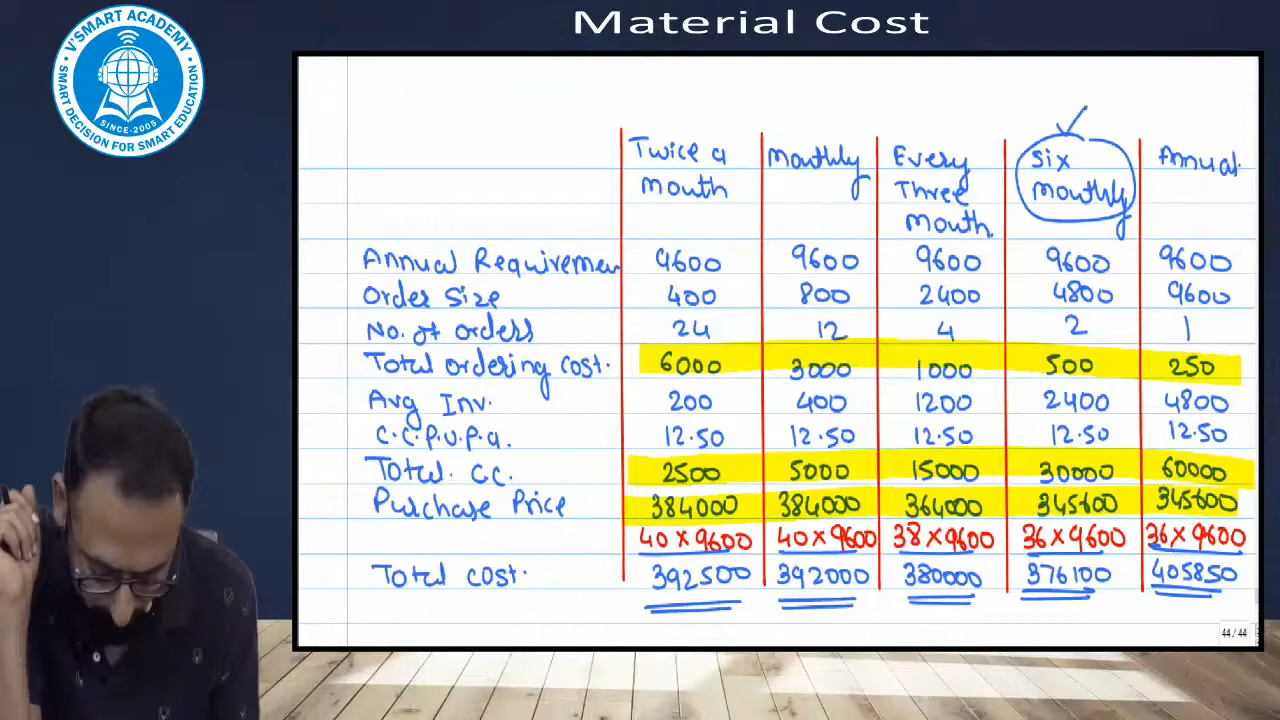 Material Cost
V'SMART ACADEMY
SINCE-2005
SMART DECISION FOR SMART EDUCATION
Twice a month | Monthly | Every Three Month. | Six Monthly | Annual.
Annual Requiremen 9600 9600 9600 9600 9600
Order Size 400 800 2400 4800 9600
No. of orders 24 12 4 2 1
Total ordering cost. 6000 3000 1000 500 250
Avg Inv. 200 400 1200 2400 4800
C.C.P.U.P.a. 12.50 12.50 12.50 12.50 12.50
Total. CC. 2500 5000 15000 30000 60000
Purchase Price 384000 384000 364000 345600 345600
40 × 9600 40 × 9600 38 × 9600 36 × 9600 36 × 9600
Total cost. 392500 392000 380000 376100 405850
44 / 44